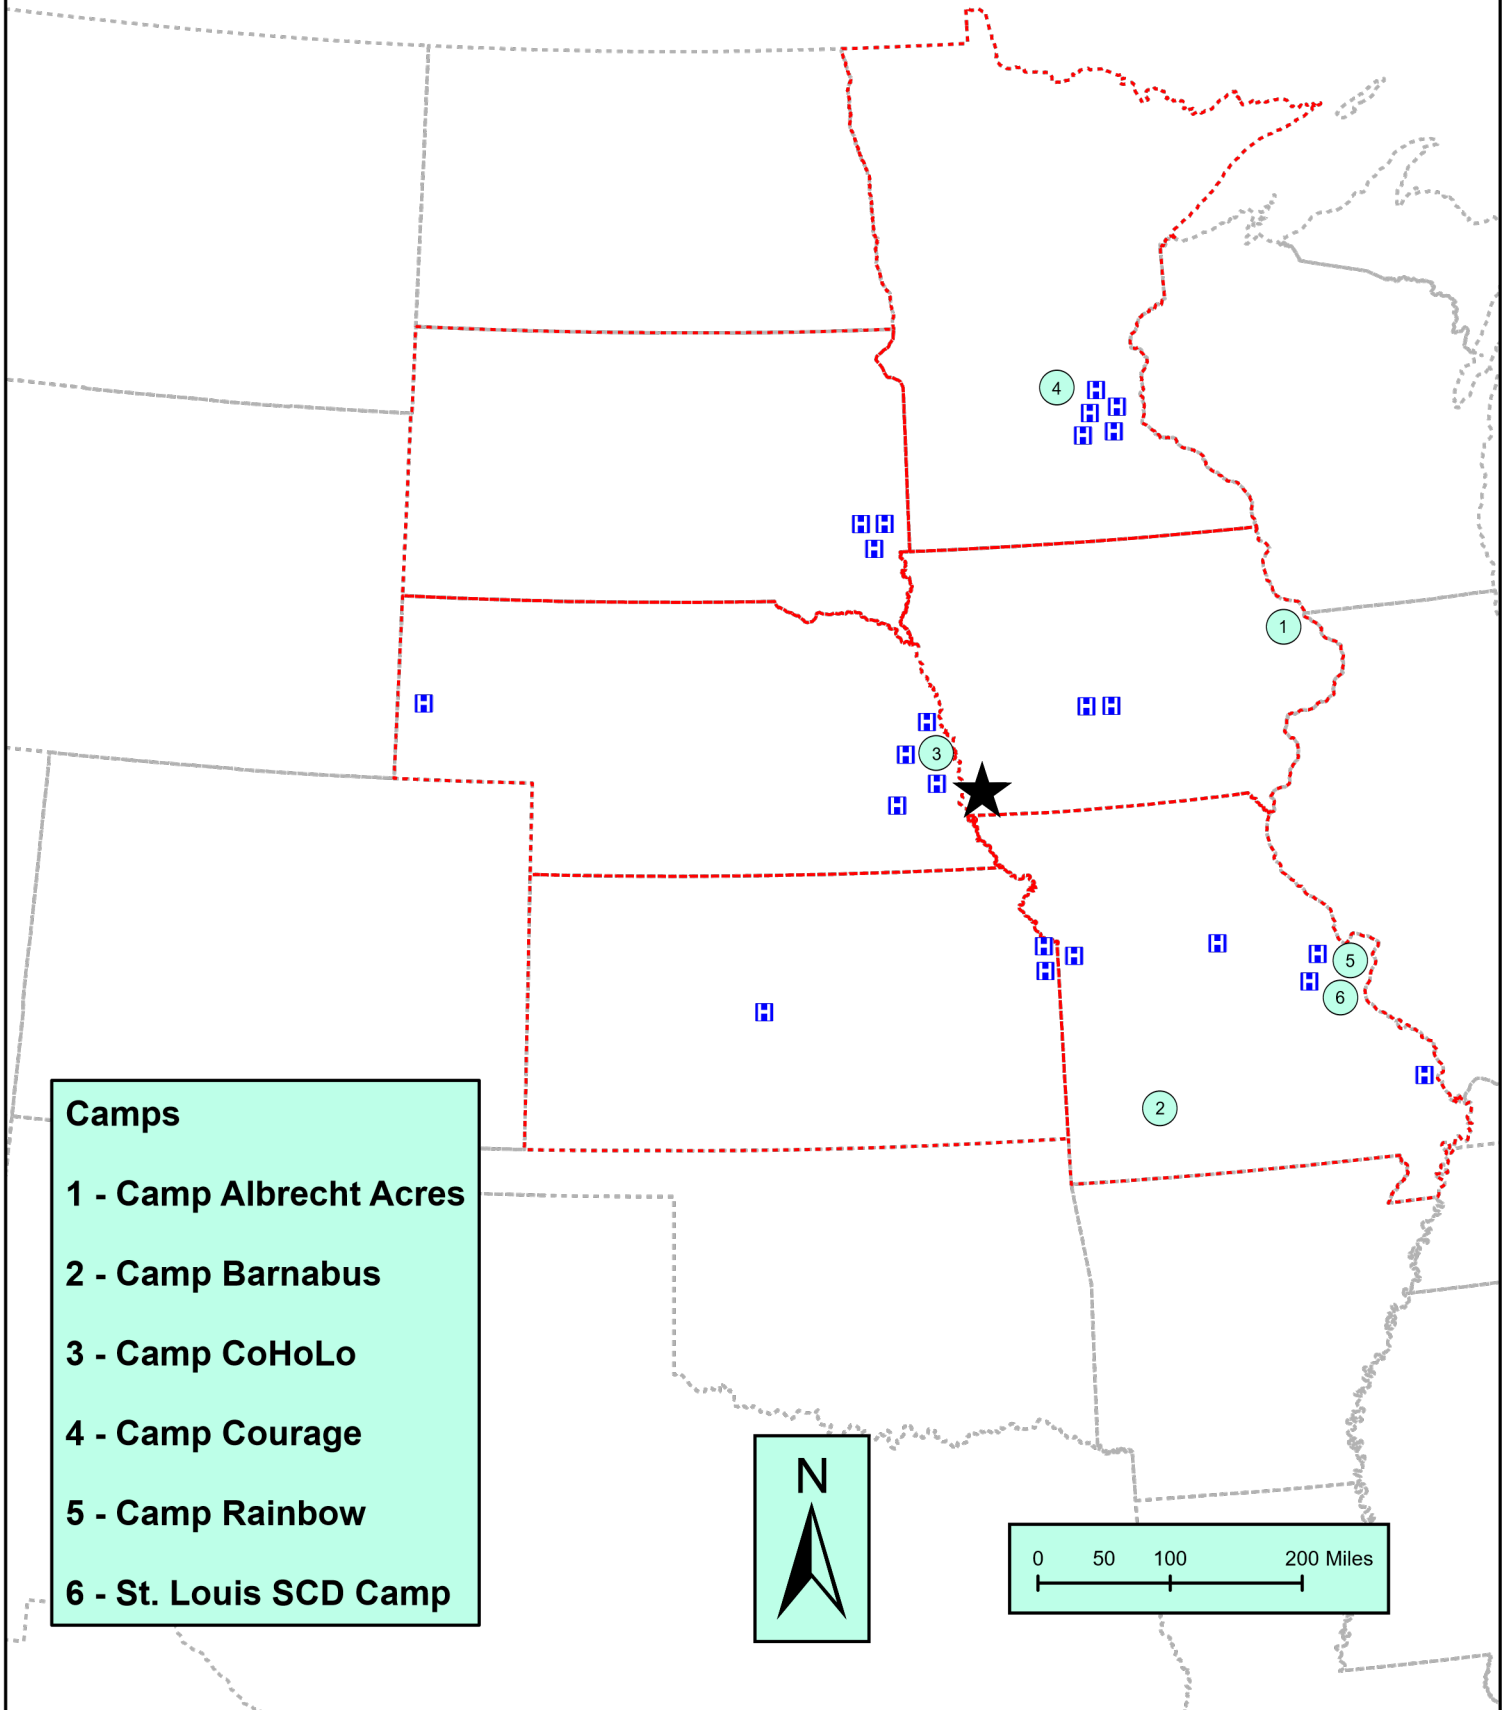 4
H
H
H
H
H
H H
H
1
H
H H
H
H 3
H
H
H
H
H
H
H
5
H
6
H
H
2
Camps
1 - Camp Albrecht Acres
2 - Camp Barnabus
3 - Camp CoHoLo
4 - Camp Courage
5 - Camp Rainbow
6 - St. Louis SCD Camp
N
0 50 100 200 Miles